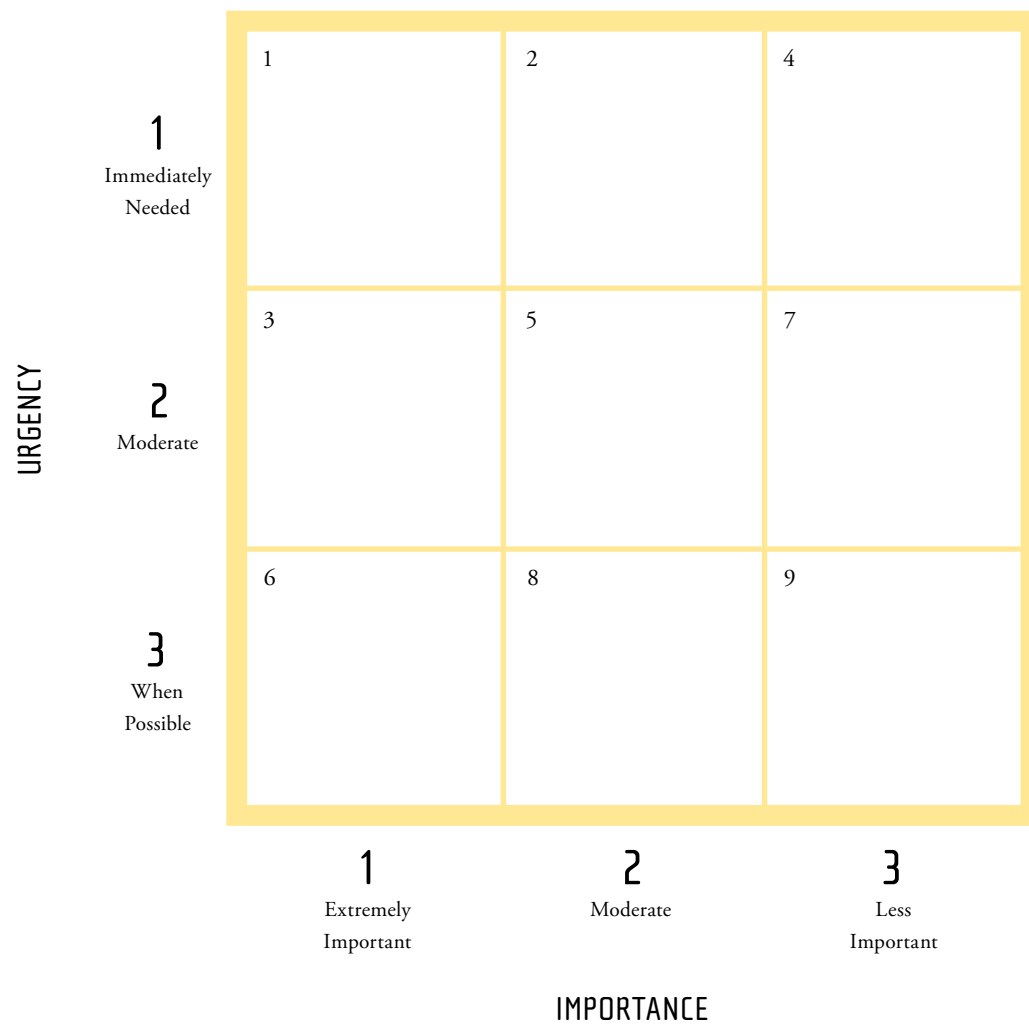 1
2
4
1
Immediately
Needed
3
5
7
URGENCY
2
Moderate
6
8
9
3
When
Possible
1
2
3
Extremely
Important
Moderate
Less
Important
IMPORTANCE